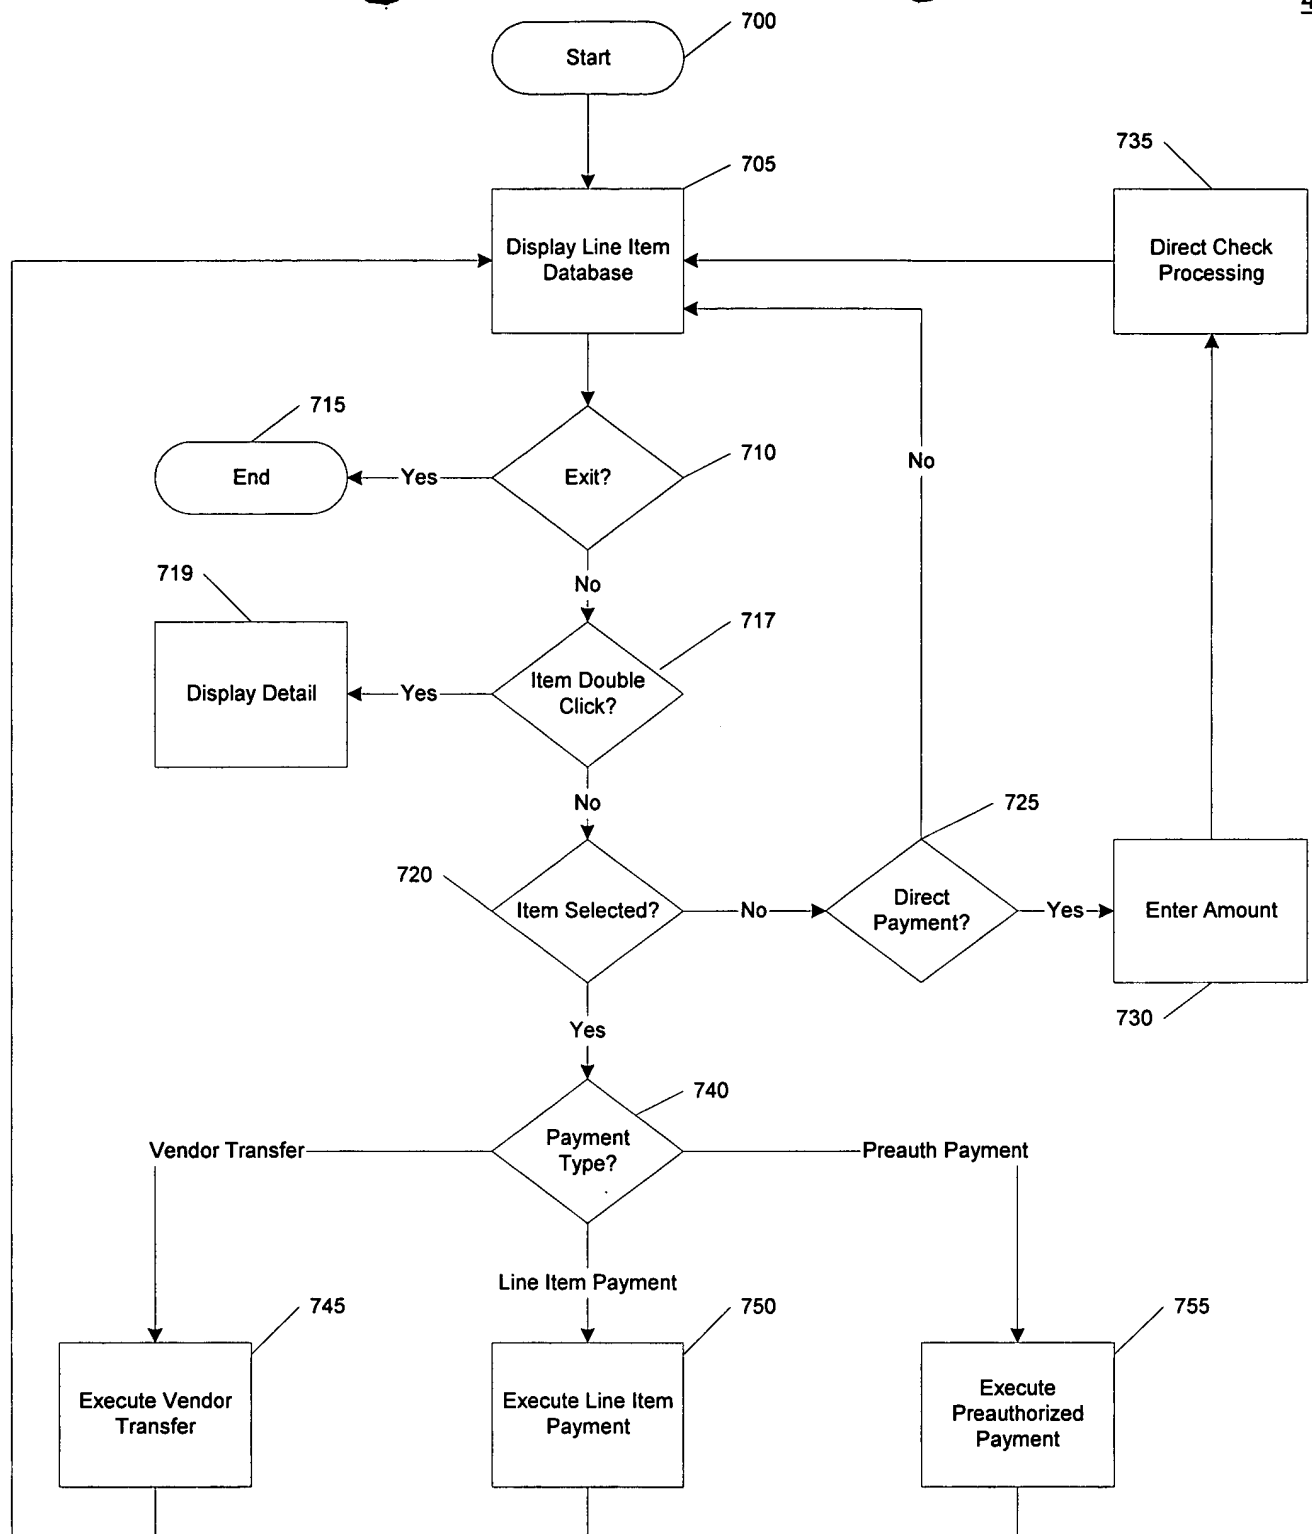 700
Start
705
735
Display Line Item
Database
Direct Check
Processing
715
710
End
Yes
Exit?
No
No
719
717
Display Detail
Yes
Item Double
Click?
No
725
720
Item Selected?
No
Direct
Payment?
Yes
Enter Amount
730
Yes
740
Vendor Transfer
Payment
Type?
Preauth Payment
Line Item Payment
745
750
755
Execute Vendor
Transfer
Execute Line Item
Payment
Execute
Preauthorized
Payment